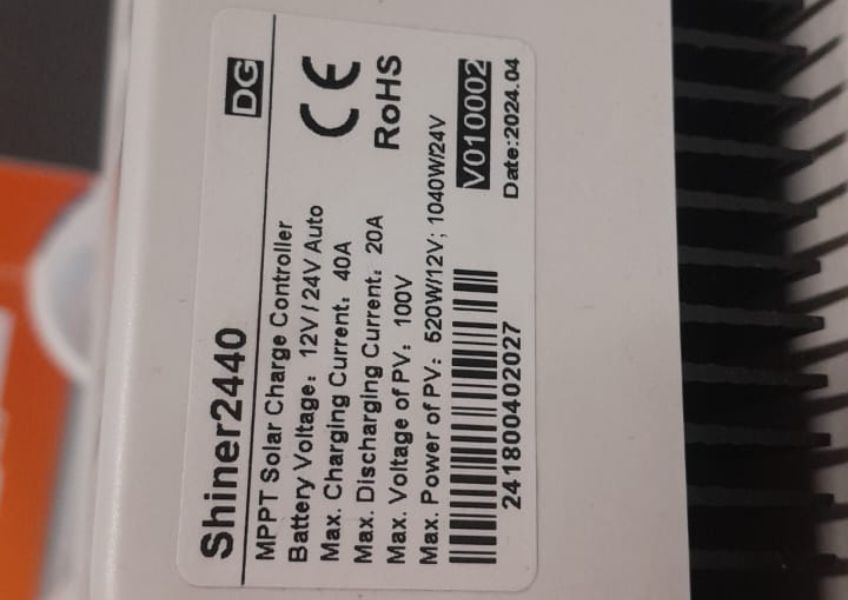 Shiner2440
DG
MPPT Solar Charge Controller
Battery Voltage: 12V / 24V Auto
Max. Charging Current: 40A
Max. Discharging Current: 20A
Max. Voltage of PV: 100V
Max. Power of PV: 520W/12V; 1040W/24V
CE
RoHS
V010002
Date:2024.04
241800402027